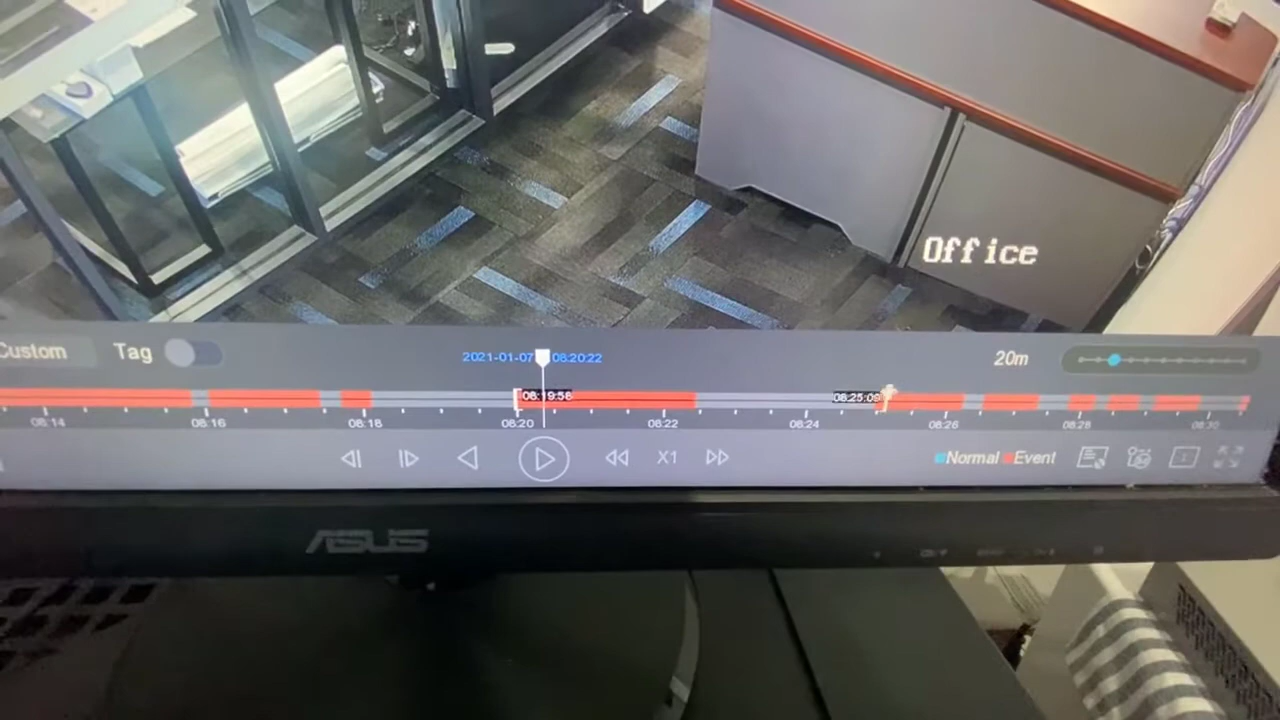 Office
Custom Tag 2021-01-07 08:20:22 20m
08:19:56 08:25:09
08:14 08:16 08:18 08:20 08:22 08:24 08:26 08:28 08:30
X1 Normal Event
ASUS